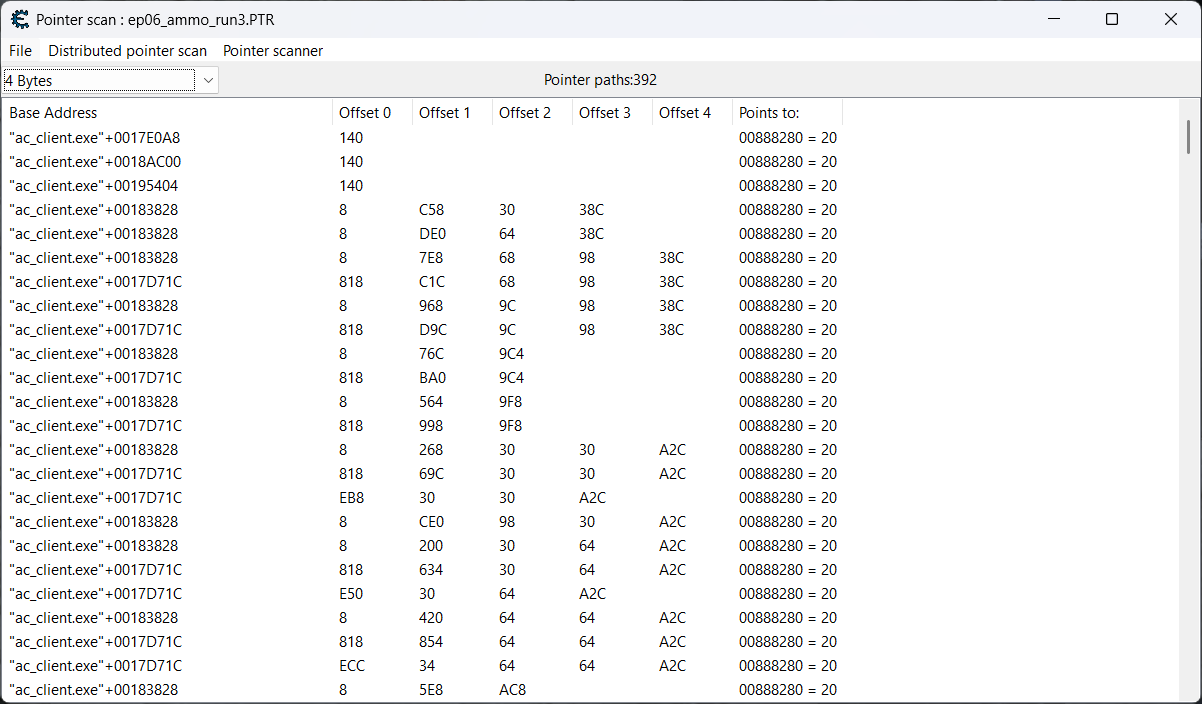 Pointer scan : ep06_ammo_run3.PTR
File Distributed pointer scan Pointer scanner
4 Bytes Pointer paths:392
Base Address Offset 0 Offset 1 Offset 2 Offset 3 Offset 4 Points to:
"ac_client.exe"+0017E0A8 140 00888280 = 20
"ac_client.exe"+0018AC00 140 00888280 = 20
"ac_client.exe"+00195404 140 00888280 = 20
"ac_client.exe"+00183828 8 C58 30 38C 00888280 = 20
"ac_client.exe"+00183828 8 DE0 64 38C 00888280 = 20
"ac_client.exe"+00183828 8 7E8 68 98 38C 00888280 = 20
"ac_client.exe"+0017D71C 818 C1C 68 98 38C 00888280 = 20
"ac_client.exe"+00183828 8 968 9C 98 38C 00888280 = 20
"ac_client.exe"+0017D71C 818 D9C 9C 98 38C 00888280 = 20
"ac_client.exe"+00183828 8 76C 9C4 00888280 = 20
"ac_client.exe"+0017D71C 818 BA0 9C4 00888280 = 20
"ac_client.exe"+00183828 8 564 9F8 00888280 = 20
"ac_client.exe"+0017D71C 818 998 9F8 00888280 = 20
"ac_client.exe"+00183828 8 268 30 30 A2C 00888280 = 20
"ac_client.exe"+0017D71C 818 69C 30 30 A2C 00888280 = 20
"ac_client.exe"+0017D71C EB8 30 30 A2C 00888280 = 20
"ac_client.exe"+00183828 8 CE0 98 30 A2C 00888280 = 20
"ac_client.exe"+00183828 8 200 30 64 A2C 00888280 = 20
"ac_client.exe"+0017D71C 818 634 30 64 A2C 00888280 = 20
"ac_client.exe"+0017D71C E50 30 64 A2C 00888280 = 20
"ac_client.exe"+00183828 8 420 64 64 A2C 00888280 = 20
"ac_client.exe"+0017D71C 818 854 64 64 A2C 00888280 = 20
"ac_client.exe"+0017D71C ECC 34 64 64 A2C 00888280 = 20
"ac_client.exe"+00183828 8 5E8 AC8 00888280 = 20